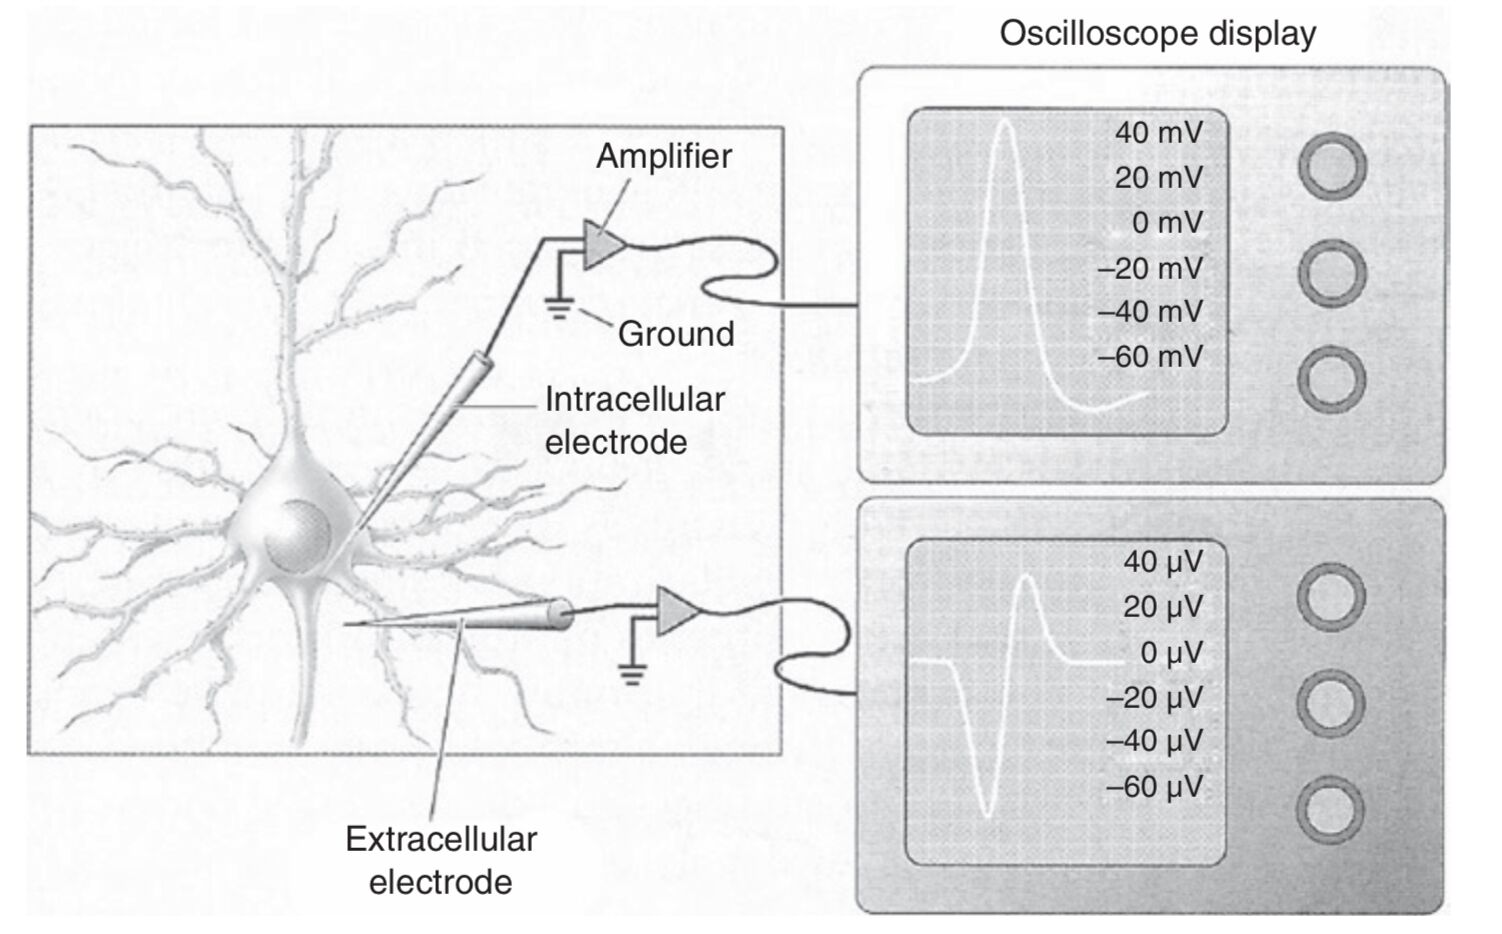 Oscilloscope display
Amplifier
Ground
Intracellular
electrode
Extracellular
electrode
40 mV
20 mV
0 mV
–20 mV
–40 mV
–60 mV
40 µV
20 µV
0 µV
–20 µV
–40 µV
–60 µV